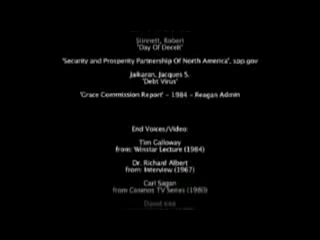 Stinnett, Robert
"Day Of Deceit"
"Security and Prosperity Partnership Of North America", spp.gov
Jaikaran, Jacques S.
"Debt Virus"
"Grace Commission Report" - 1984 - Reagan Admin
End Voices/Video:
Tim Galloway
from: Winstar Lecture (1984)
Dr. Richard Albert
from: Interview (1967)
Carl Sagan
from Cosmos TV Series (1980)
David Icke